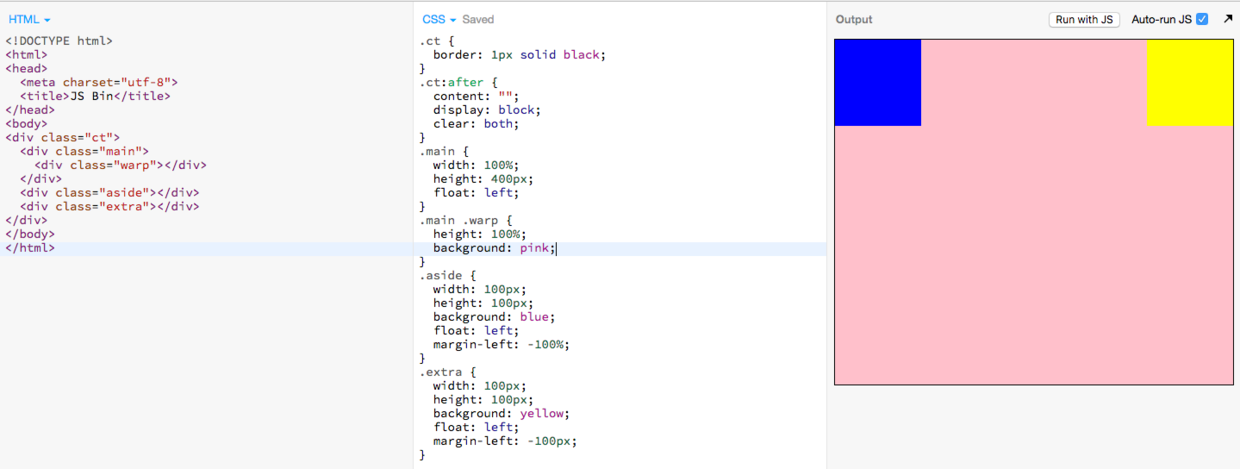 HTML
<!DOCTYPE html>
<html>
<head>
  <meta charset="utf-8">
  <title>JS Bin</title>
</head>
<body>
<div class="ct">
  <div class="main">
    <div class="warp"></div>
  </div>
  <div class="aside"></div>
  <div class="extra"></div>
</div>
</body>
</html>
CSS Saved
.ct {
  border: 1px solid black;
}
.ct:after {
  content: "";
  display: block;
  clear: both;
}
.main {
  width: 100%;
  height: 400px;
  float: left;
}
.main .warp {
  height: 100%;
  background: pink;
}
.aside {
  width: 100px;
  height: 100px;
  background: blue;
  float: left;
  margin-left: -100%;
}
.extra {
  width: 100px;
  height: 100px;
  background: yellow;
  float: left;
  margin-left: -100px;
}
Output Run with JS Auto-run JS